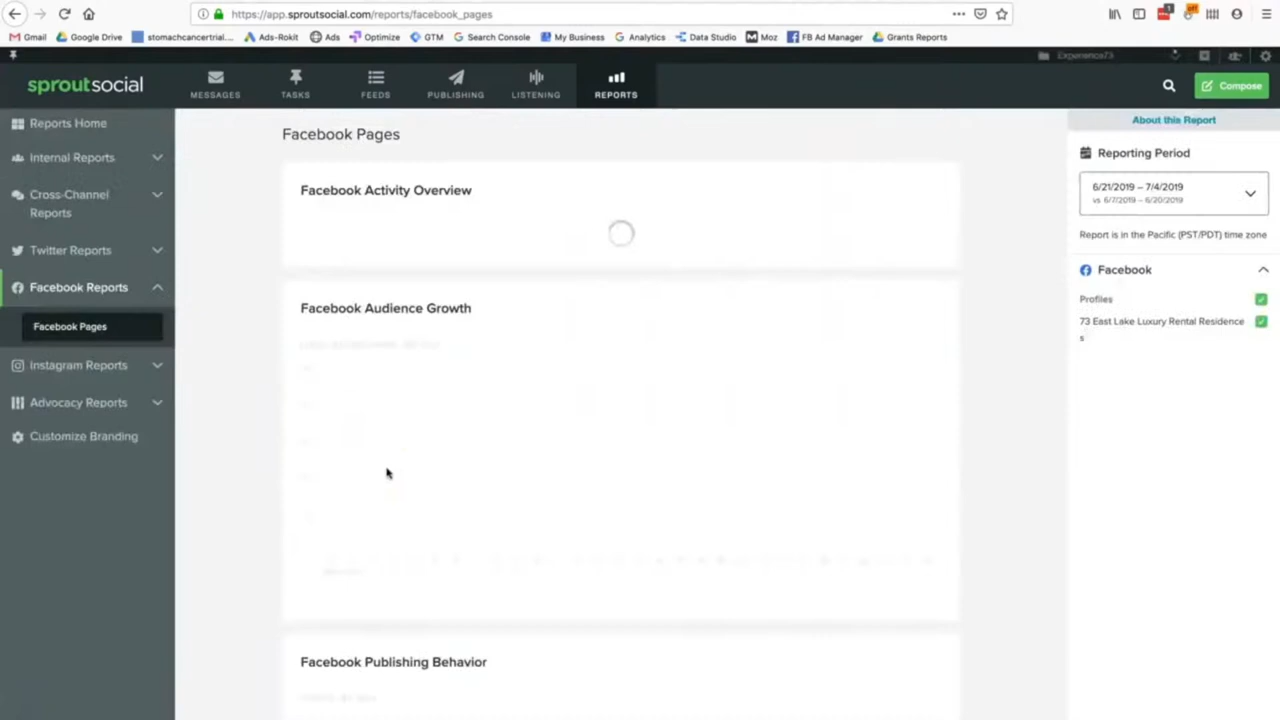 https://app.sproutsocial.com/reports/facebook_pages
Gmail
Google Drive
stomachcancertrial....
Ads-Rokit
Ads
Optimize
GTM
Search Console
My Business
Analytics
Data Studio
Moz
FB Ad Manager
Grants Reports
Experience73
sproutsocial
MESSAGES
TASKS
FEEDS
PUBLISHING
LISTENING
REPORTS
Compose
Reports Home
Internal Reports
Cross-Channel
Reports
Twitter Reports
Facebook Reports
Facebook Pages
Instagram Reports
Advocacy Reports
Customize Branding
Facebook Pages
Facebook Activity Overview
Facebook Audience Growth
Facebook Publishing Behavior
About this Report
Reporting Period
6/21/2019 – 7/4/2019
vs 6/7/2019 – 6/20/2019
Report is in the Pacific (PST/PDT) time zone
Facebook
Profiles
73 East Lake Luxury Rental Residence
s